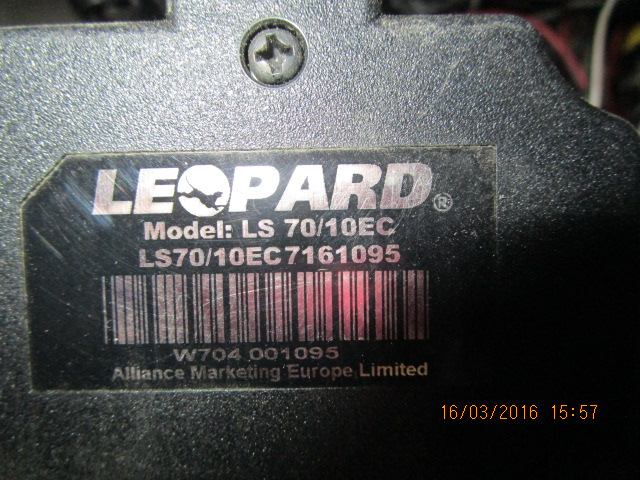 LEOPARD®
Model: LS 70/10EC
LS70/10EC7161095
W704 001095
Alliance Marketing Europe Limited
16/03/2016 15:57